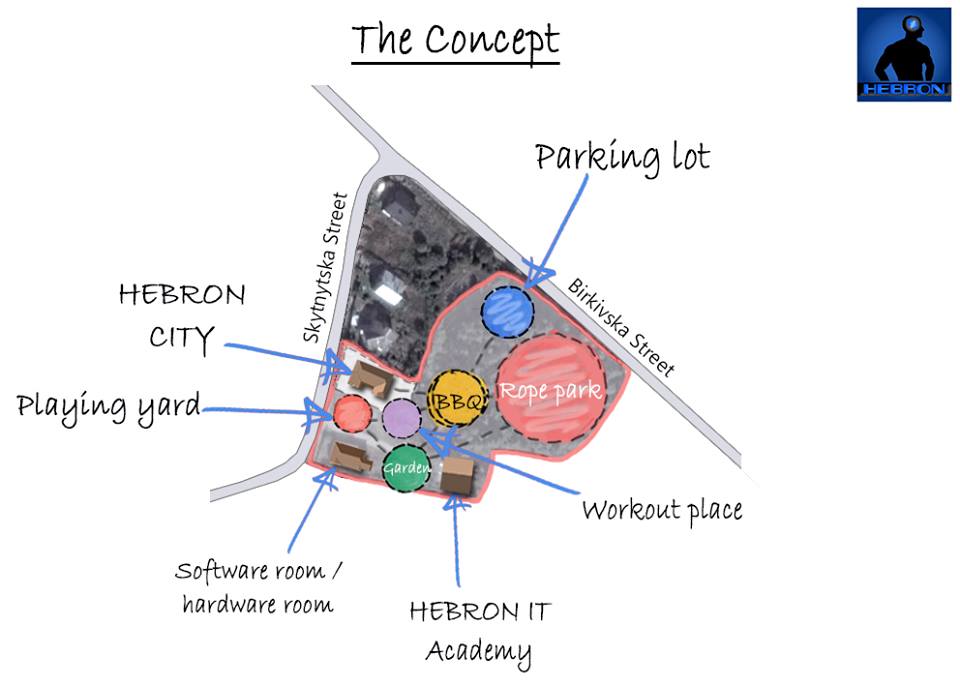 The Concept
HEBRON
Parking lot
Skytnytska Street
Birkivska Street
HEBRON
CITY
Rope park
BBQ
Playing yard
Garden
Workout place
Software room /
hardware room
HEBRON IT
Academy